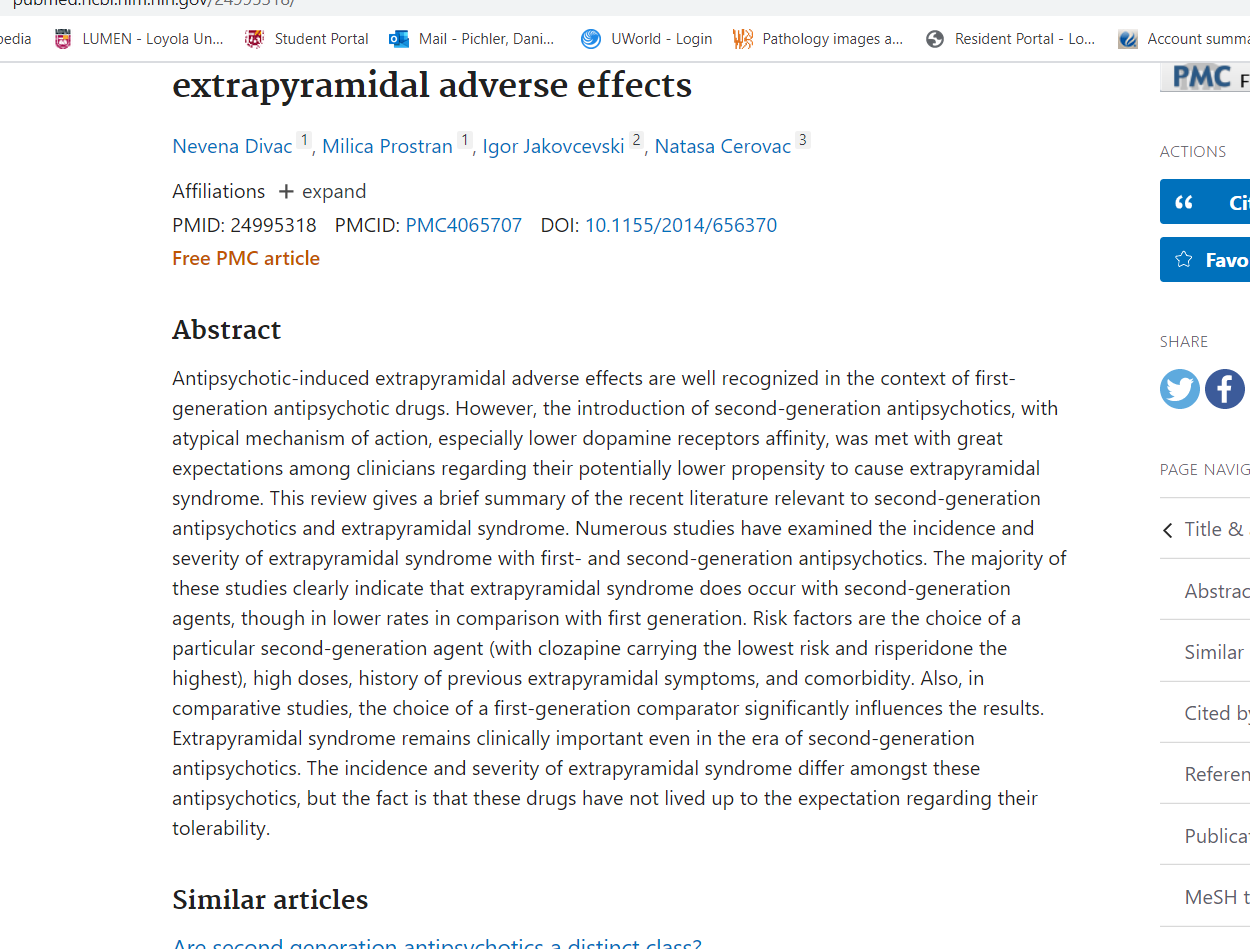 pubmed.ncbi.nlm.nih.gov/24995318/
pedia LUMEN - Loyola Un... Student Portal Mail - Pichler, Dani... UWorld - Login Pathology images a... Resident Portal - Lo... Account summa
extrapyramidal adverse effects
PMC F
Nevena Divac 1, Milica Prostran 1, Igor Jakovcevski 2, Natasa Cerovac 3
Affiliations + expand
PMID: 24995318 PMCID: PMC4065707 DOI: 10.1155/2014/656370
Free PMC article
Abstract
Antipsychotic-induced extrapyramidal adverse effects are well recognized in the context of first-
generation antipsychotic drugs. However, the introduction of second-generation antipsychotics, with
atypical mechanism of action, especially lower dopamine receptors affinity, was met with great
expectations among clinicians regarding their potentially lower propensity to cause extrapyramidal
syndrome. This review gives a brief summary of the recent literature relevant to second-generation
antipsychotics and extrapyramidal syndrome. Numerous studies have examined the incidence and
severity of extrapyramidal syndrome with first- and second-generation antipsychotics. The majority of
these studies clearly indicate that extrapyramidal syndrome does occur with second-generation
agents, though in lower rates in comparison with first generation. Risk factors are the choice of a
particular second-generation agent (with clozapine carrying the lowest risk and risperidone the
highest), high doses, history of previous extrapyramidal symptoms, and comorbidity. Also, in
comparative studies, the choice of a first-generation comparator significantly influences the results.
Extrapyramidal syndrome remains clinically important even in the era of second-generation
antipsychotics. The incidence and severity of extrapyramidal syndrome differ amongst these
antipsychotics, but the fact is that these drugs have not lived up to the expectation regarding their
tolerability.
Similar articles
Are second generation antipsychotics a distinct class?
ACTIONS
Cit
Favo
SHARE
PAGE NAVIG
Title &
Abstrac
Similar
Cited by
Referen
Publicat
MeSH t